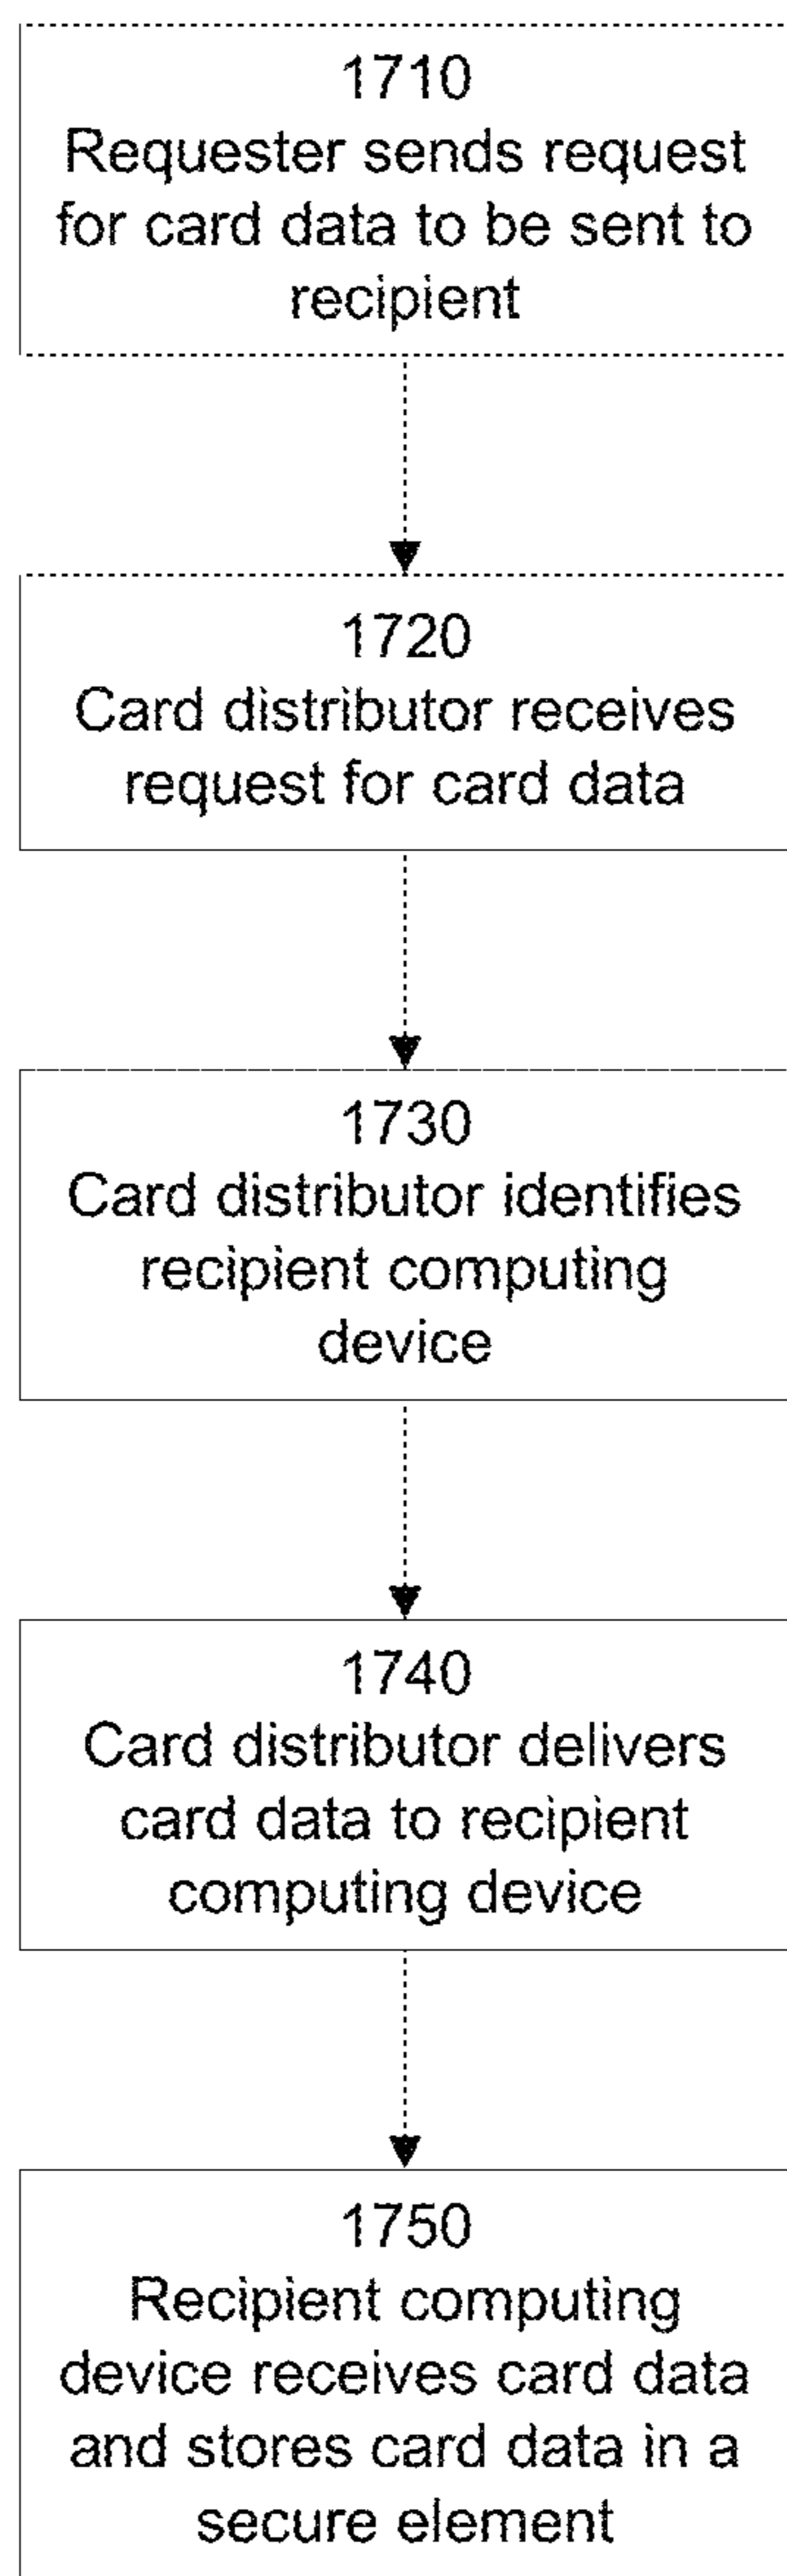 1710
Requester sends request
for card data to be sent to
recipient
1720
Card distributor receives
request for card data
1730
Card distributor identifies
recipient computing
device
1740
Card distributor delivers
card data to recipient
computing device
1750
Recipient computing
device receives card data
and stores card data in a
secure element